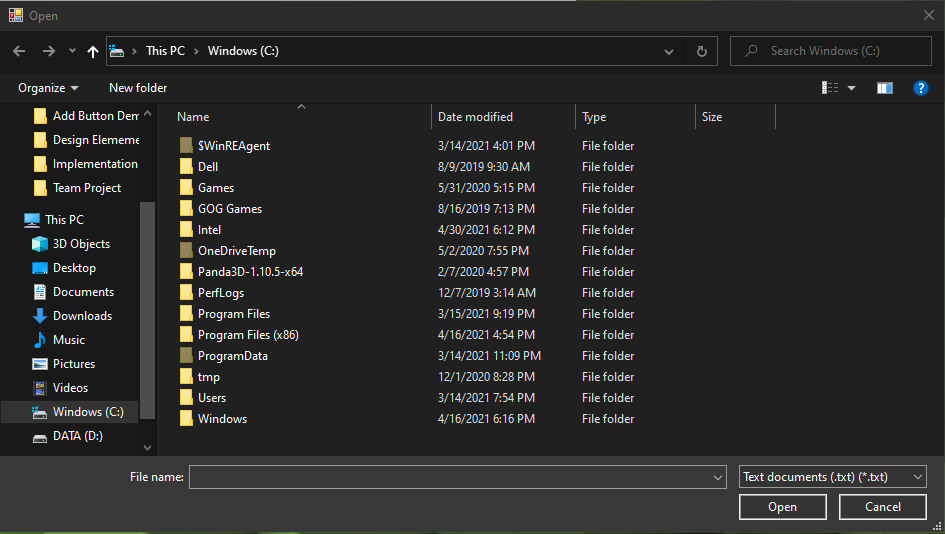 Open
This PC > Windows (C:)
Search Windows (C:)
Organize
New folder
?
Add Button Dem
Design Elememe
Implementation
Team Project
This PC
3D Objects
Desktop
Documents
Downloads
Music
Pictures
Videos
Windows (C:)
DATA (D:)
Name Date modified Type Size
$WinREAgent 3/14/2021 4:01 PM File folder
Dell 8/9/2019 9:30 AM File folder
Games 5/31/2020 5:15 PM File folder
GOG Games 8/16/2019 7:13 PM File folder
Intel 4/30/2021 6:12 PM File folder
OneDriveTemp 5/2/2020 7:55 PM File folder
Panda3D-1.10.5-x64 2/7/2020 4:57 PM File folder
PerfLogs 12/7/2019 3:14 AM File folder
Program Files 3/15/2021 9:19 PM File folder
Program Files (x86) 4/16/2021 4:54 PM File folder
ProgramData 3/14/2021 11:09 PM File folder
tmp 12/1/2020 8:28 PM File folder
Users 3/14/2021 7:54 PM File folder
Windows 4/16/2021 6:16 PM File folder
File name:
Text documents (.txt) (*.txt)
Open
Cancel